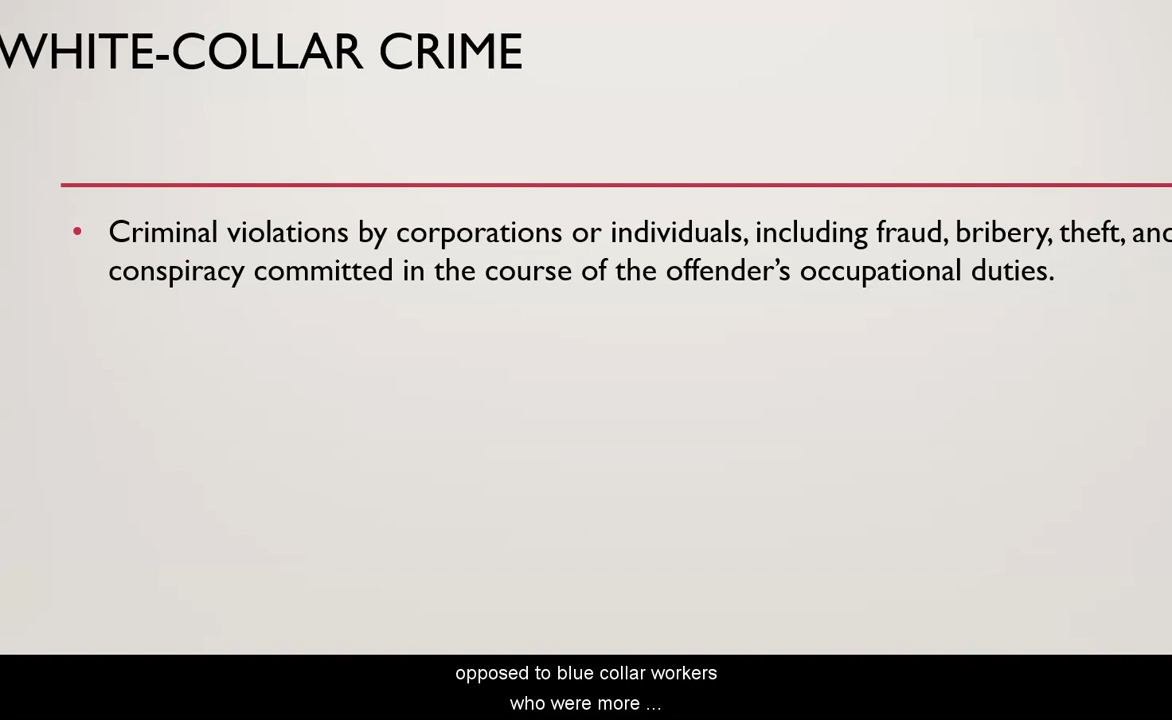 WHITE-COLLAR CRIME
• Criminal violations by corporations or individuals, including fraud, bribery, theft, and
conspiracy committed in the course of the offender’s occupational duties.
opposed to blue collar workers
who were more ...